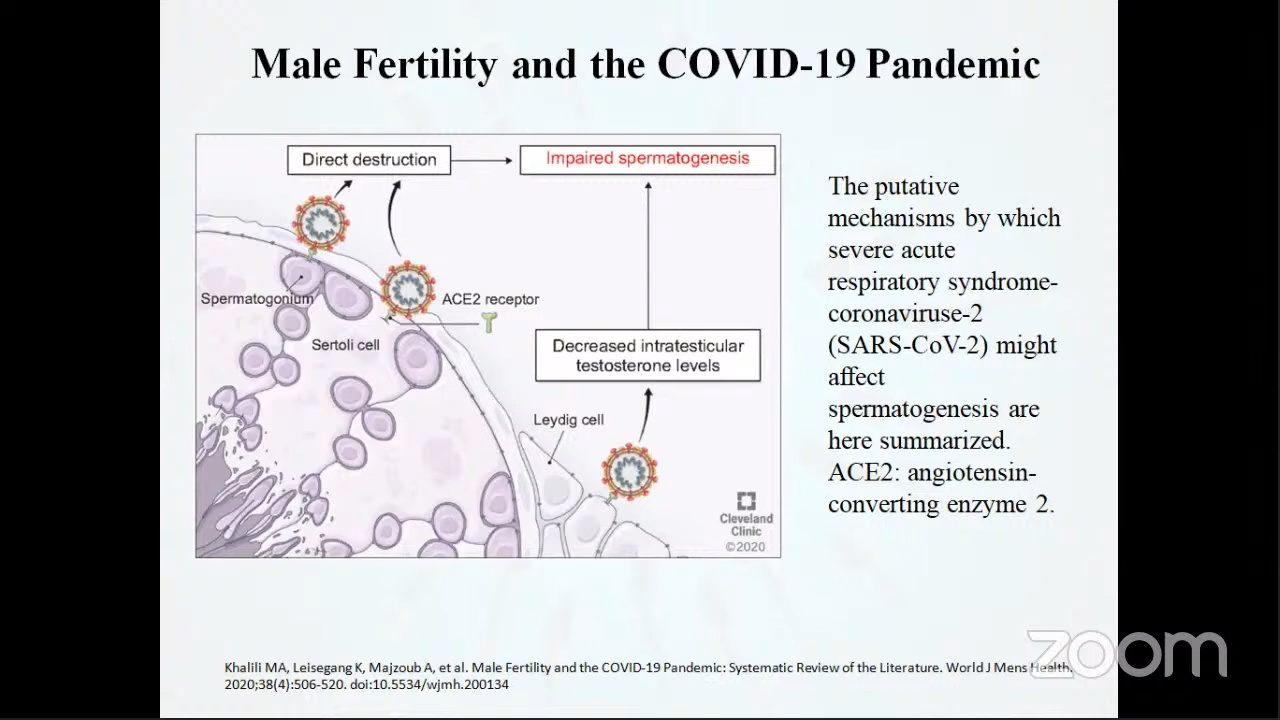 Male Fertility and the COVID-19 Pandemic
Direct destruction
Impaired spermatogenesis
Spermatogonium
ACE2 receptor
Sertoli cell
Decreased intratesticular
testosterone levels
Leydig cell
Cleveland
Clinic
©2020
The putative
mechanisms by which
severe acute
respiratory syndrome-
coronaviruse-2
(SARS-CoV-2) might
affect
spermatogenesis are
here summarized.
ACE2: angiotensin-
converting enzyme 2.
Khalili MA, Leisegang K, Majzoub A, et al. Male Fertility and the COVID-19 Pandemic: Systematic Review of the Literature. World J Mens Health.
2020;38(4):506-520. doi:10.5534/wjmh.200134
zoom